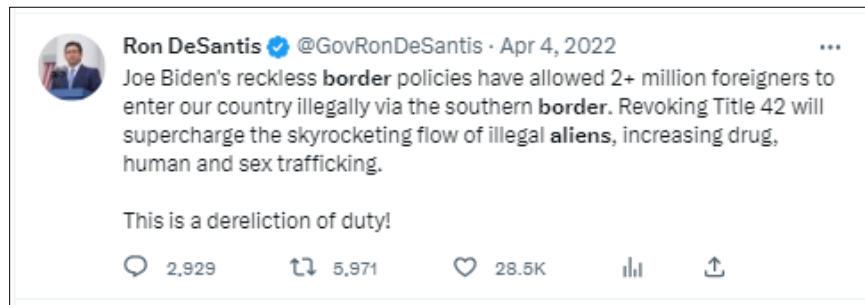 Ron DeSantis @GovRonDeSantis · Apr 4, 2022
Joe Biden's reckless border policies have allowed 2+ million foreigners to
enter our country illegally via the southern border. Revoking Title 42 will
supercharge the skyrocketing flow of illegal aliens, increasing drug,
human and sex trafficking.
This is a dereliction of duty!
2,929 5,971 28.5K